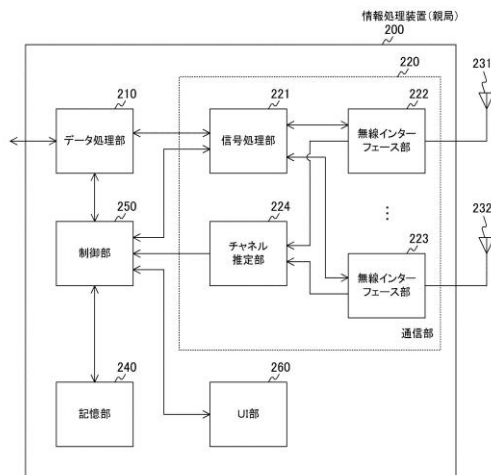 情報処理装置（親局）
200
220
231
210
221
222
データ処理部
信号処理部
無線インター
フェース部
232
250
224
⋮
制御部
チャネル
推定部
223
無線インター
フェース部
通信部
240
260
記憶部
UI部